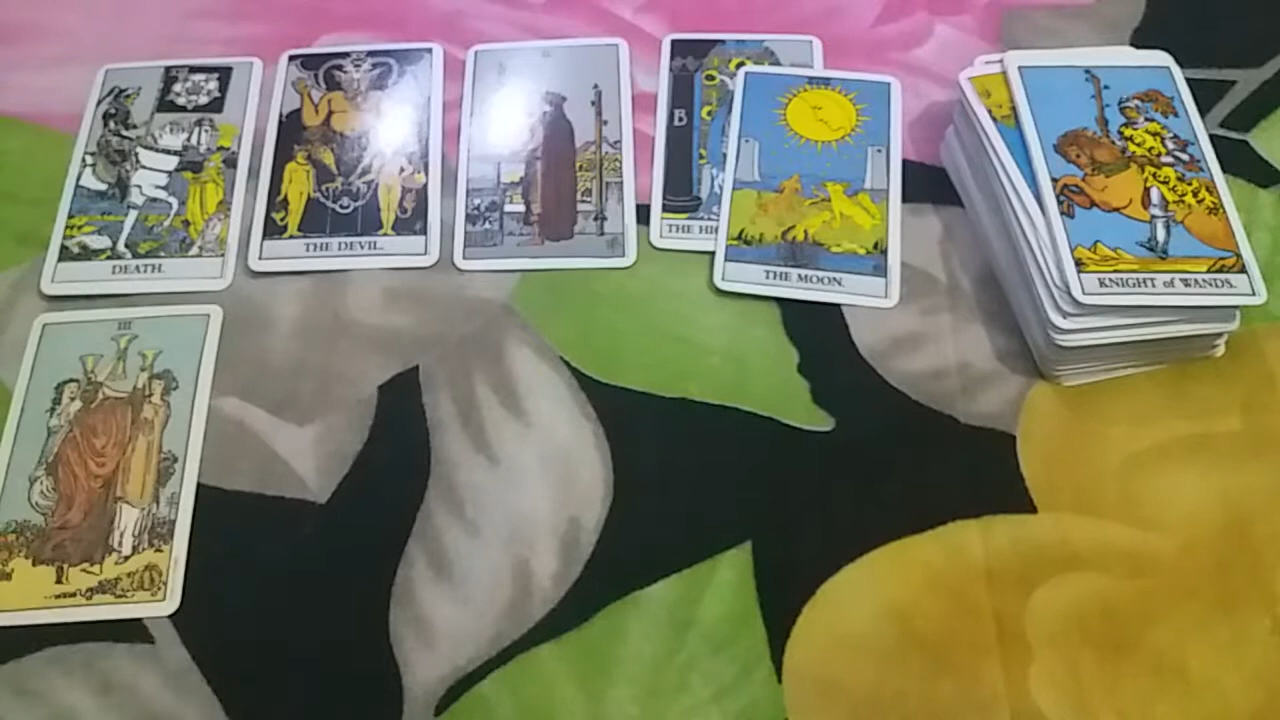 DEATH.
THE DEVIL.
B
THE HI
THE MOON.
KNIGHT of WANDS.
III